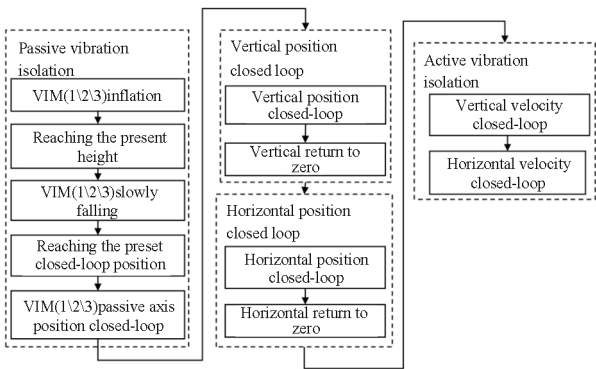 Passive vibration
isolation
VIM(1\2\3)inflation
Reaching the present
height
VIM(1\2\3)slowly
falling
Reaching the preset
closed-loop position
VIM(1\2\3)passive axis
position closed-loop
Vertical position
closed loop
Vertical position
closed-loop
Vertical return to
zero
Horizontal position
closed loop
Horizontal position
closed-loop
Horizontal return to
zero
Active vibration
isolation
Vertical velocity
closed-loop
Horizontal velocity
closed-loop